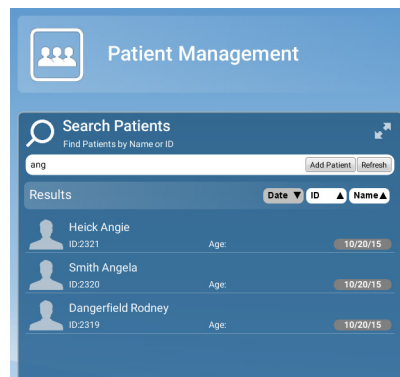 Patient Management
Search Patients
Find Patients by Name or ID
ang Add Patient Refresh
Results Date ▼ ID ▲ Name▲
Heick Angie
ID:2321 Age: 10/20/15
Smith Angela
ID:2320 Age: 10/20/15
Dangerfield Rodney
ID:2319 Age: 10/20/15